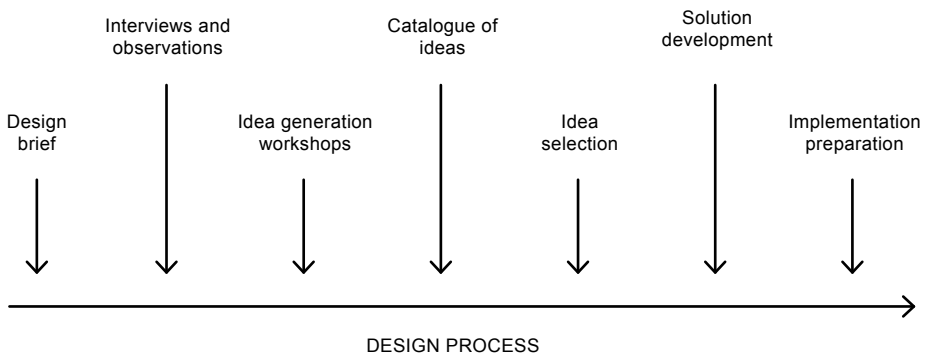 Design
brief
Interviews and
observations
Idea generation
workshops
Catalogue of
ideas
Idea
selection
Solution
development
Implementation
preparation
DESIGN PROCESS